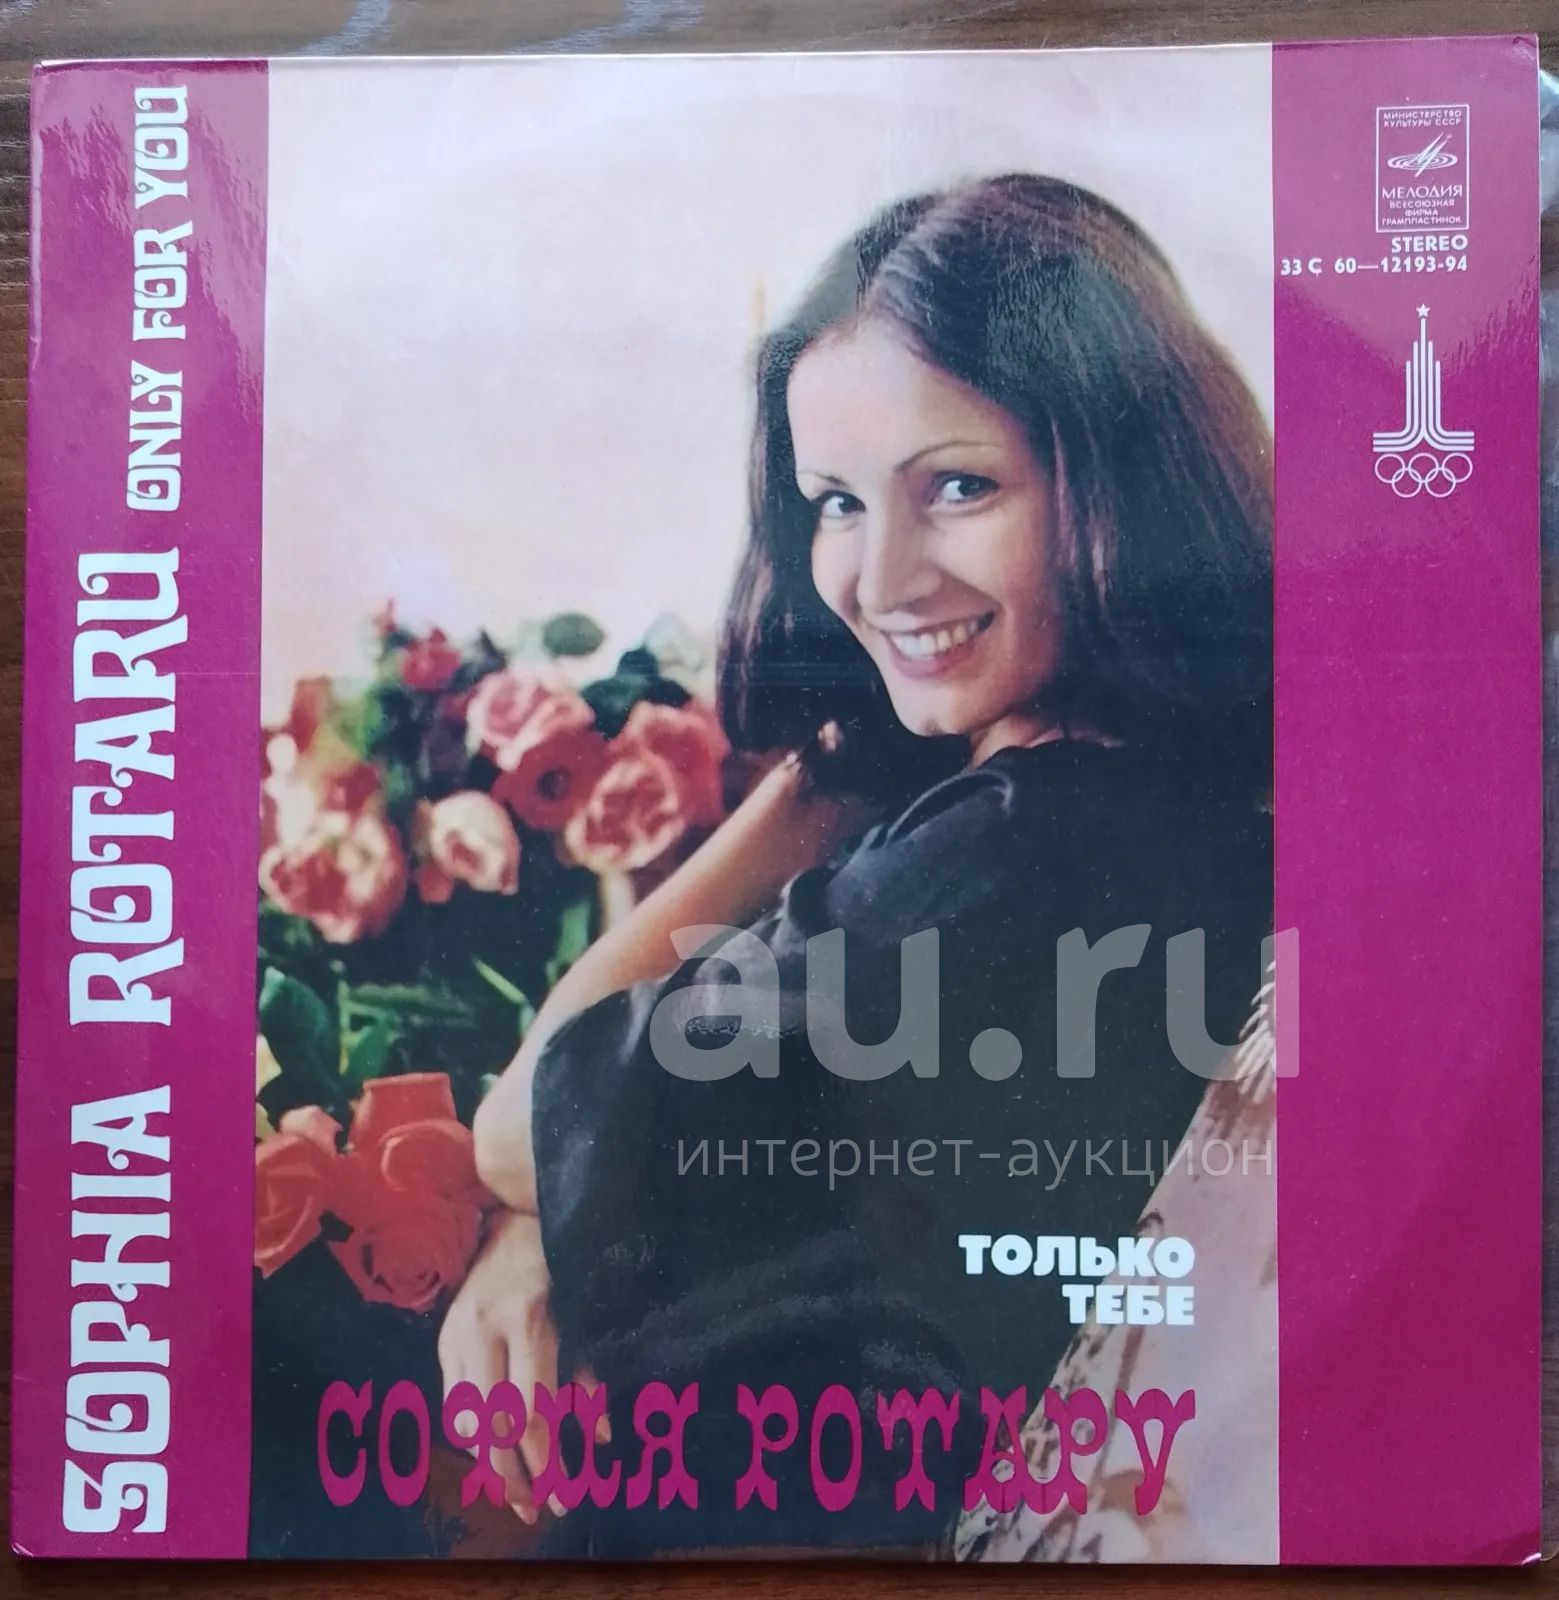 SOPHIA ROTARU ONLY FOR YOU
МИНИСТЕРСТВО
КУЛЬТУРЫ СССР
МЕЛОДИЯ
ВСЕСОЮЗНАЯ
ФИРМА
ГРАМПЛАСТИНОК
STEREO
33 С 60—12193-94
au.ru
интернет-аукцион
ТОЛЬКО
ТЕБЕ
СОФИЯ РОТАРУ